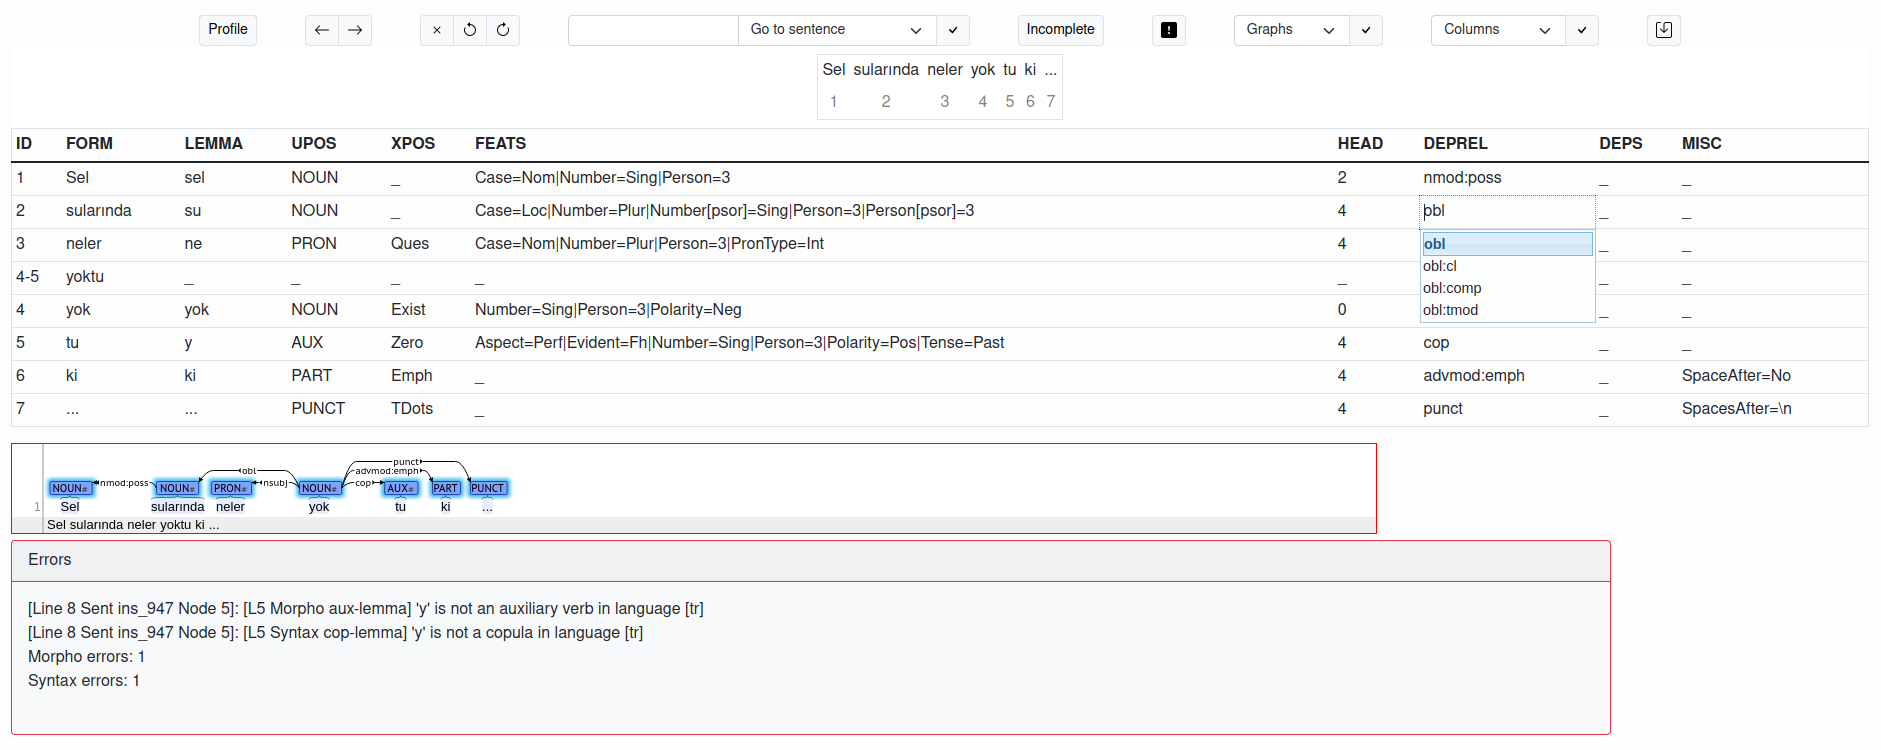 Profile ← → × Go to sentence Incomplete ! Graphs Columns
Sel sularında neler yok tu ki ...
1 2 3 4 5 6 7
ID FORM LEMMA UPOS XPOS FEATS HEAD DEPREL DEPS MISC
1 Sel sel NOUN _ Case=Nom|Number=Sing|Person=3 2 nmod:poss _ _
2 sularında su NOUN _ Case=Loc|Number=Plur|Number[psor]=Sing|Person=3|Person[psor]=3 4 obl _ _
3 neler ne PRON Ques Case=Nom|Number=Plur|Person=3|PronType=Int 4 obl _ _
obl:cl
4-5 yoktu _ _ _ _ _ obl:comp _ _
4 yok yok NOUN Exist Number=Sing|Person=3|Polarity=Neg 0 obl:tmod _ _
5 tu y AUX Zero Aspect=Perf|Evident=Fh|Number=Sing|Person=3|Polarity=Pos|Tense=Past 4 cop _ _
6 ki ki PART Emph _ 4 advmod:emph _ SpaceAfter=No
7 ... ... PUNCT TDots _ 4 punct _ SpacesAfter=\n
punct
obl advmod:emph
nmod:poss nsubj cop
NOUN# NOUN# PRON# NOUN# AUX# PART PUNCT
1 Sel sularında neler yok tu ki ...
Sel sularında neler yoktu ki ...
Errors
[Line 8 Sent ins_947 Node 5]: [L5 Morpho aux-lemma] 'y' is not an auxiliary verb in language [tr]
[Line 8 Sent ins_947 Node 5]: [L5 Syntax cop-lemma] 'y' is not a copula in language [tr]
Morpho errors: 1
Syntax errors: 1